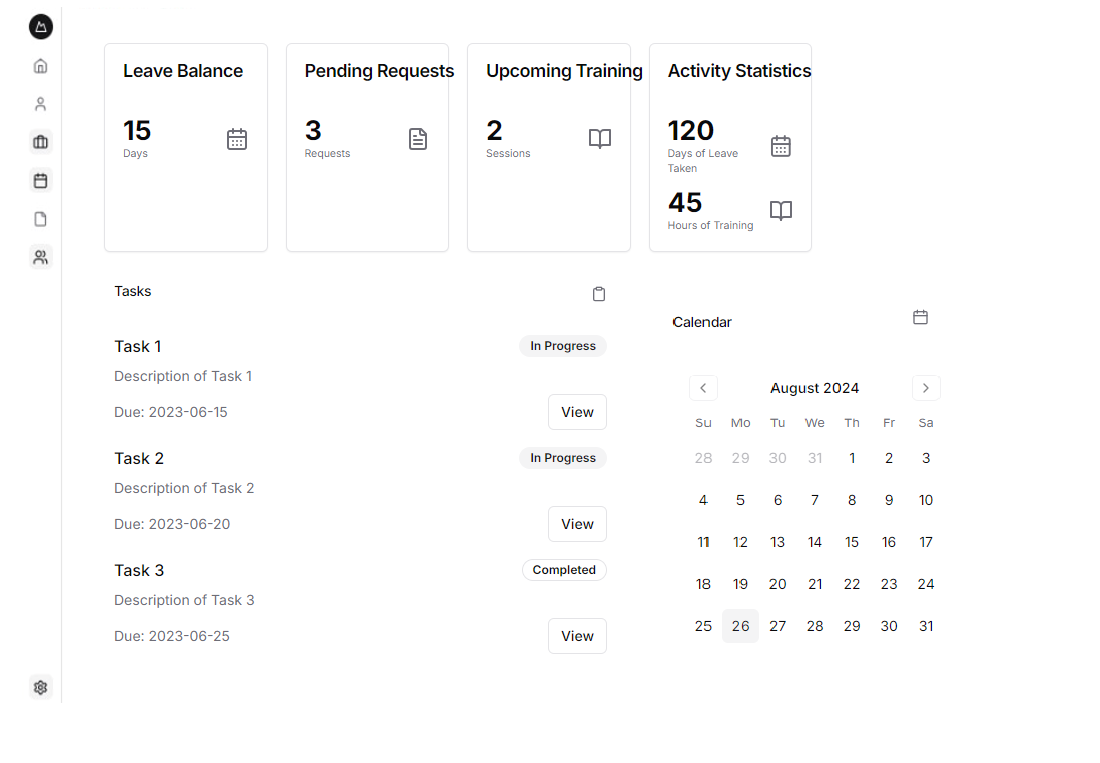 Leave Balance
15
Days
Pending Requests
3
Requests
Upcoming Training
2
Sessions
Activity Statistics
120
Days of Leave
Taken
45
Hours of Training
Tasks
Task 1
In Progress
Description of Task 1
Due: 2023-06-15
View
Task 2
In Progress
Description of Task 2
Due: 2023-06-20
View
Task 3
Completed
Description of Task 3
Due: 2023-06-25
View
Calendar
August 2024
Su Mo Tu We Th Fr Sa
28 29 30 31 1 2 3
4 5 6 7 8 9 10
11 12 13 14 15 16 17
18 19 20 21 22 23 24
25 26 27 28 29 30 31